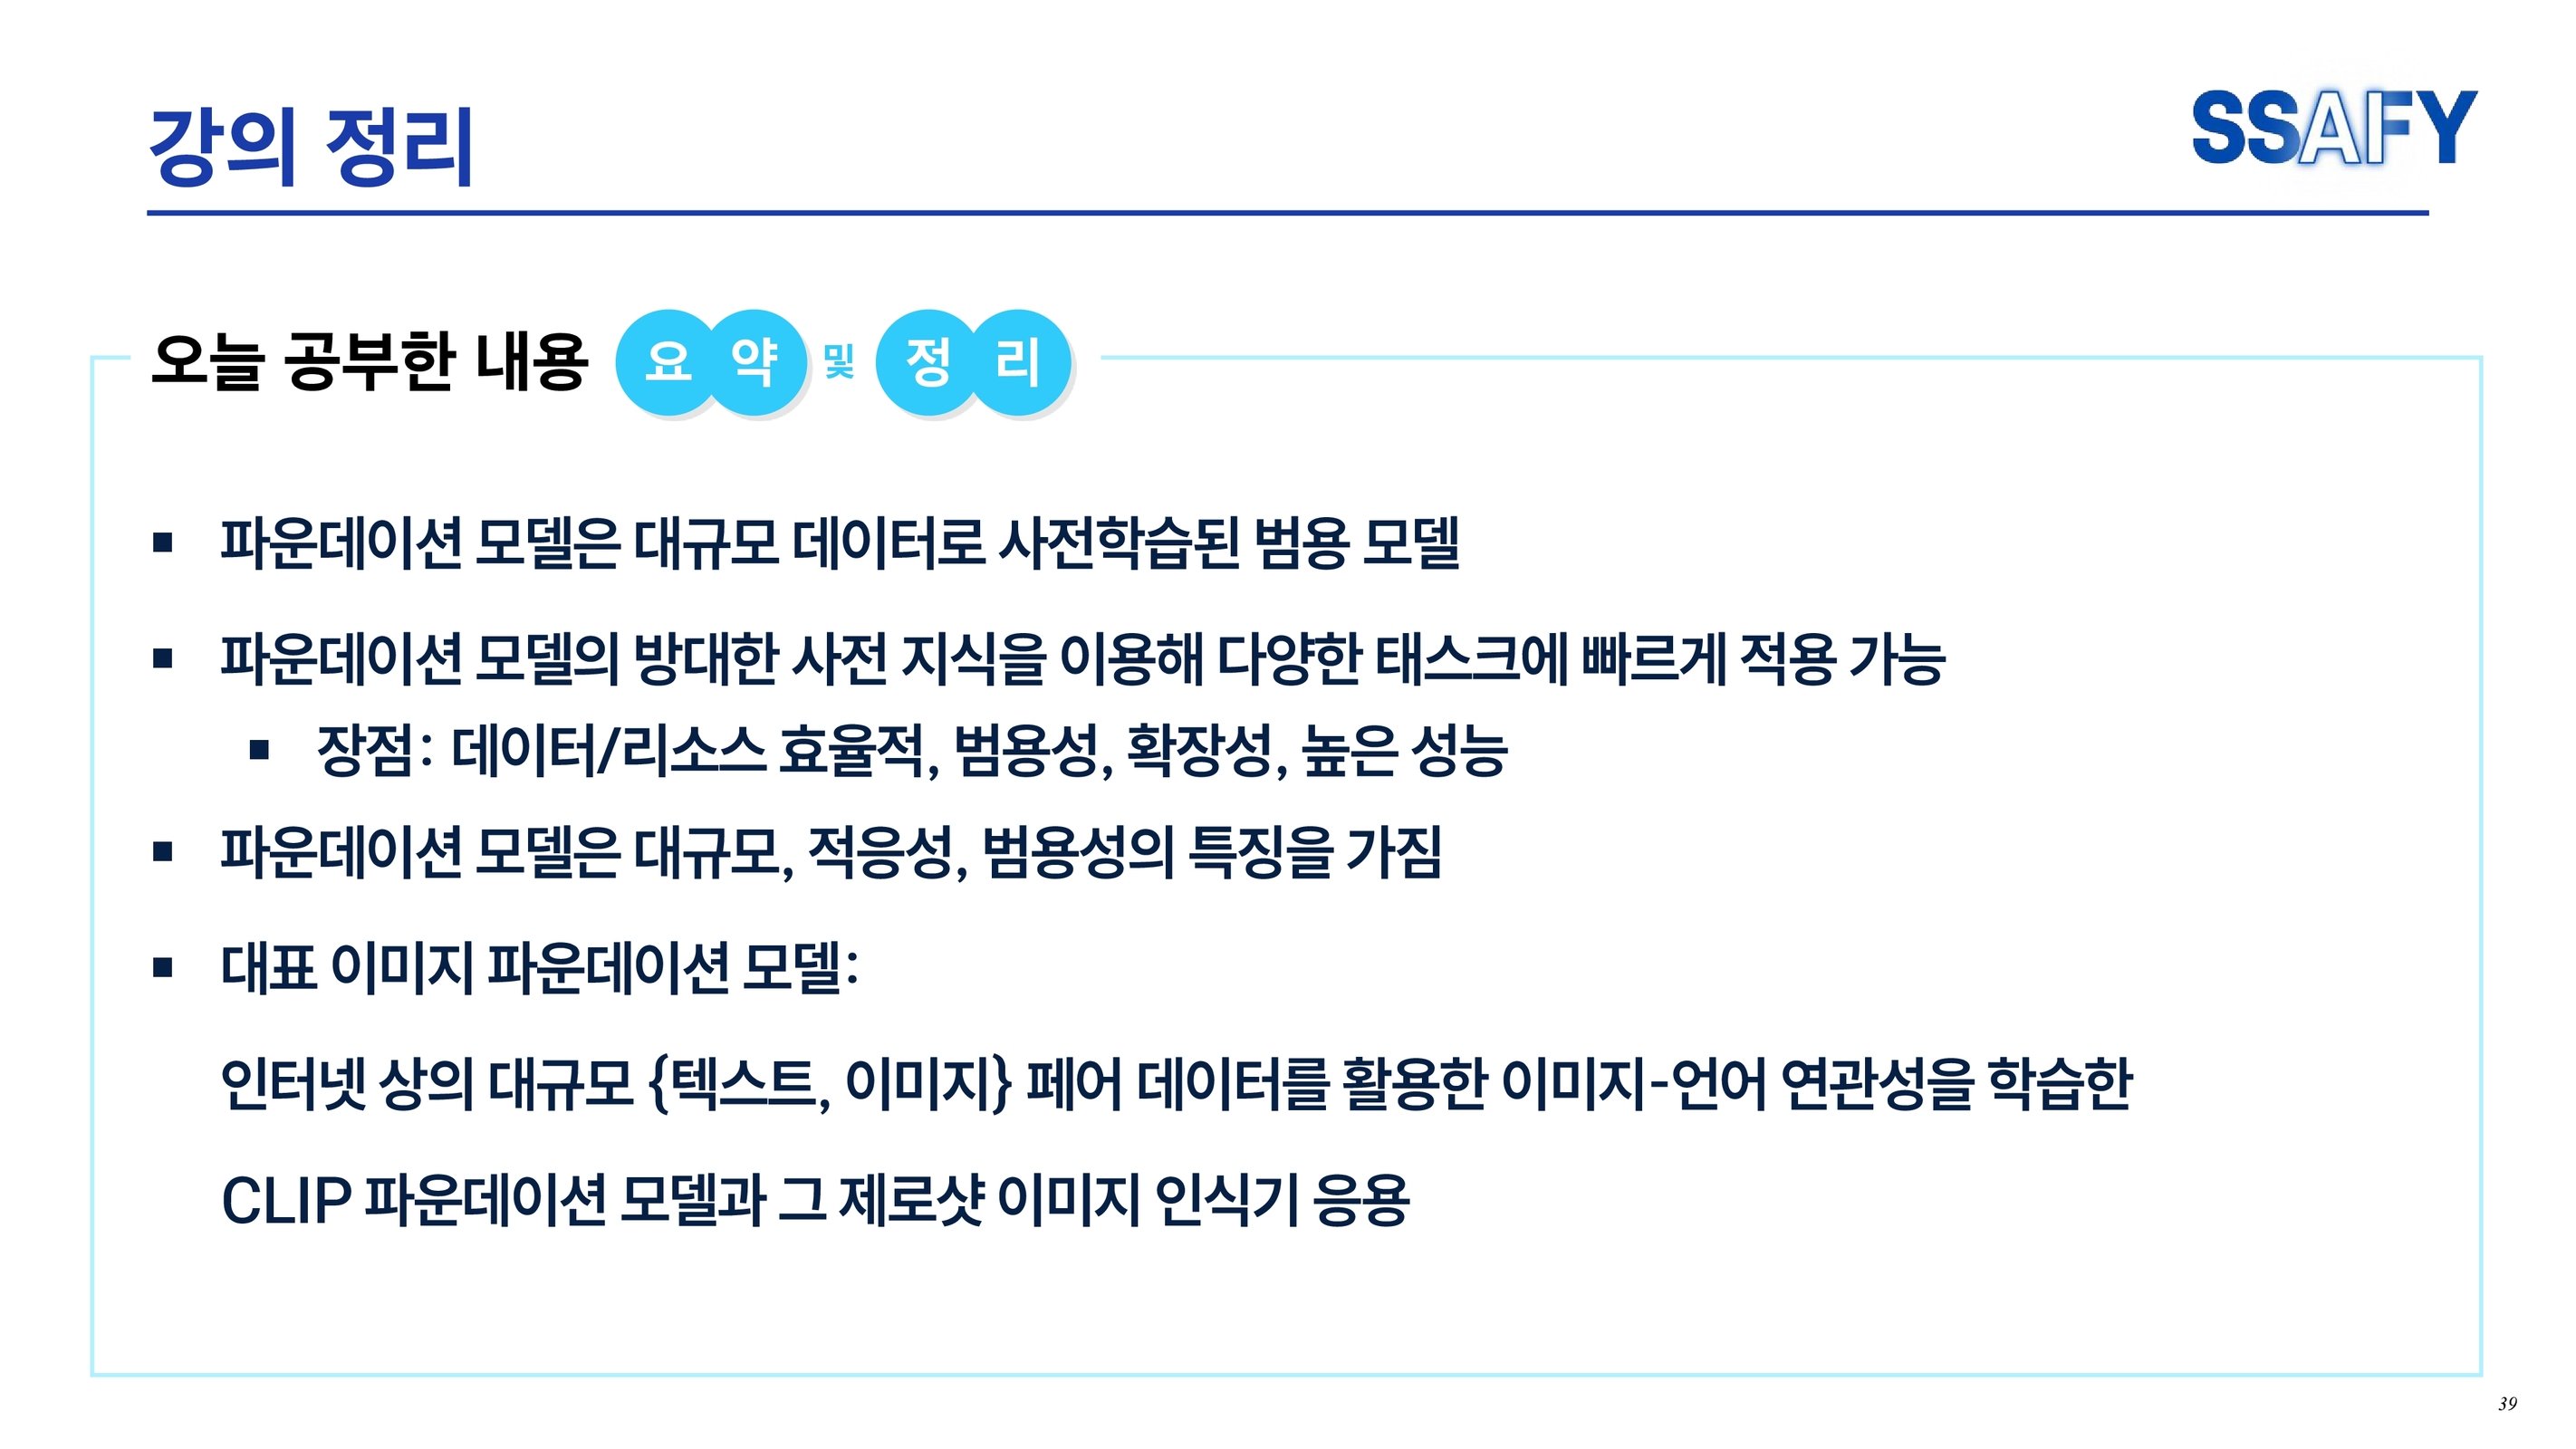 강의 정리
SSAFY
오늘 공부한 내용 요약 및 정리
▪ 파운데이션 모델은 대규모 데이터로 사전학습된 범용 모델
▪ 파운데이션 모델의 방대한 사전 지식을 이용해 다양한 태스크에 빠르게 적용 가능
▪ 장점: 데이터/리소스 효율적, 범용성, 확장성, 높은 성능
▪ 파운데이션 모델은 대규모, 적응성, 범용성의 특징을 가짐
▪ 대표 이미지 파운데이션 모델:
인터넷 상의 대규모 {텍스트, 이미지} 페어 데이터를 활용한 이미지-언어 연관성을 학습한
CLIP 파운데이션 모델과 그 제로샷 이미지 인식기 응용
39